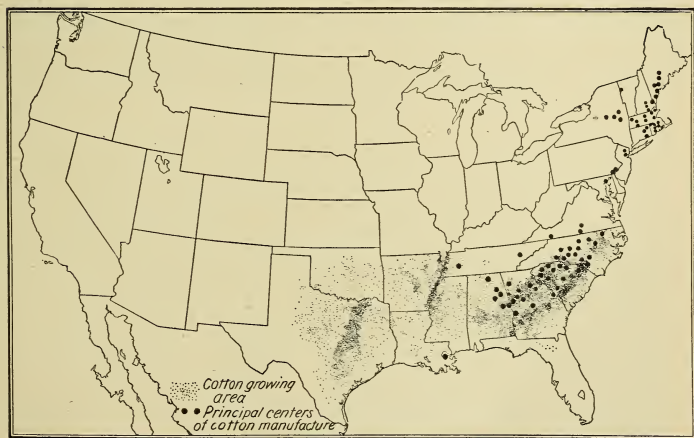 Cotton growing
area
Principal centers
of cotton manufacture